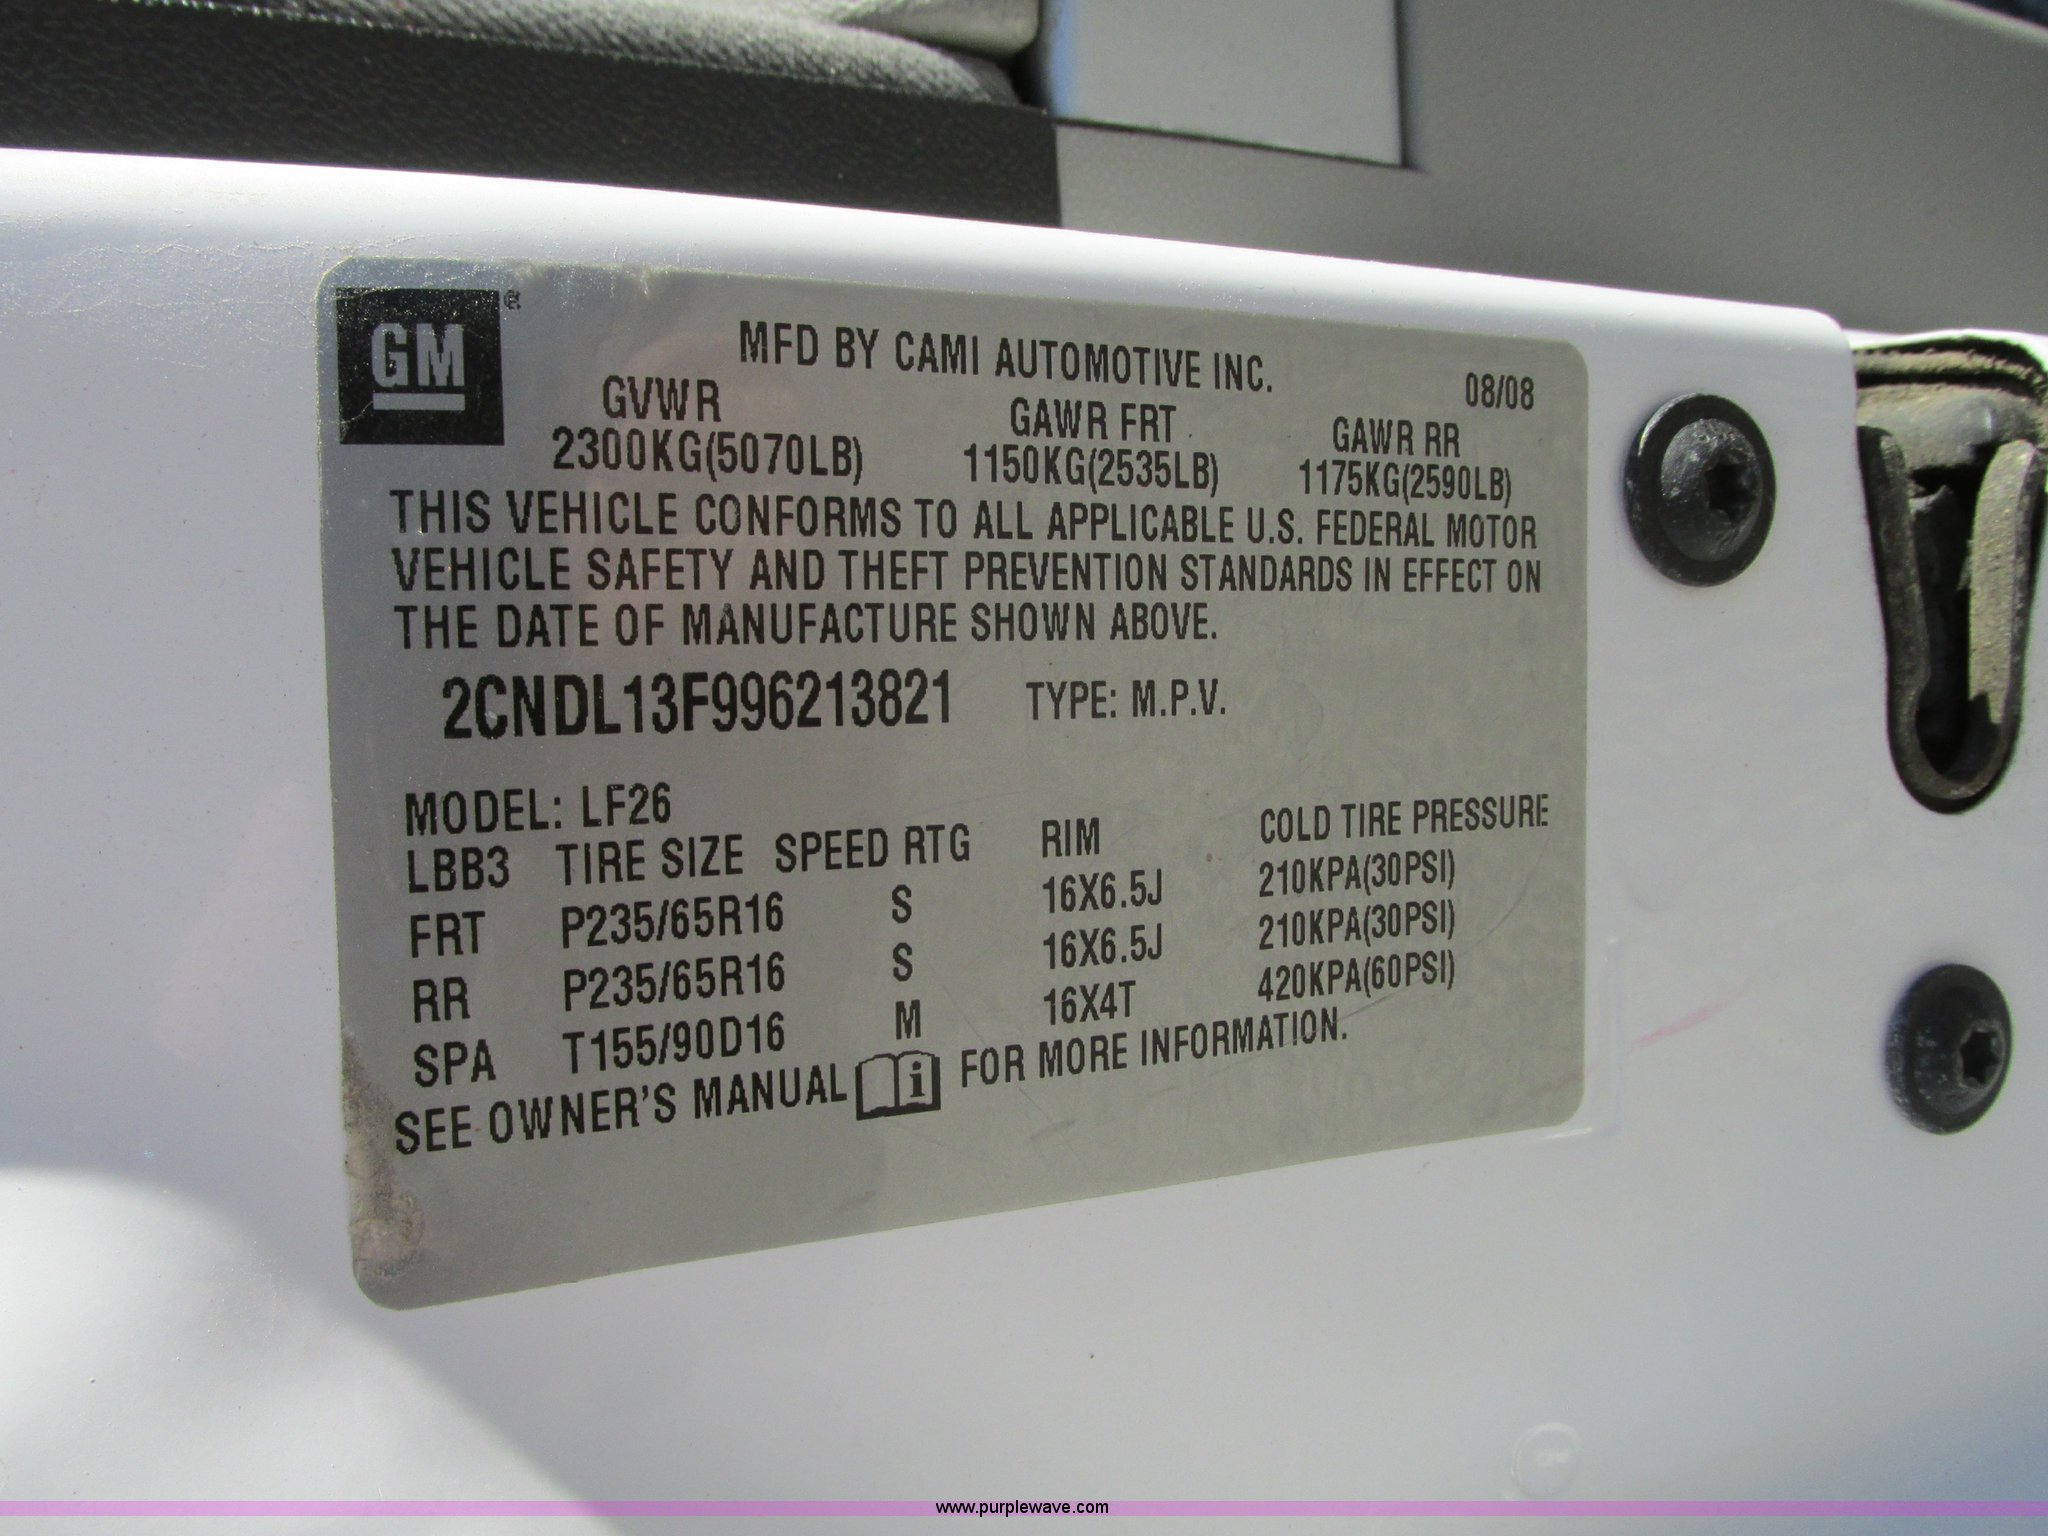 GM ®
MFD BY CAMI AUTOMOTIVE INC.
08/08
GVWR GAWR FRT GAWR RR
2300KG(5070LB) 1150KG(2535LB) 1175KG(2590LB)
THIS VEHICLE CONFORMS TO ALL APPLICABLE U.S. FEDERAL MOTOR
VEHICLE SAFETY AND THEFT PREVENTION STANDARDS IN EFFECT ON
THE DATE OF MANUFACTURE SHOWN ABOVE.
2CNDL13F996213821 TYPE: M.P.V.
MODEL: LF26
LBB3 TIRE SIZE SPEED RTG RIM COLD TIRE PRESSURE
FRT P235/65R16 S 16X6.5J 210KPA(30PSI)
RR P235/65R16 S 16X6.5J 210KPA(30PSI)
SPA T155/90D16 M 16X4T 420KPA(60PSI)
SEE OWNER'S MANUAL i FOR MORE INFORMATION.
www.purplewave.com